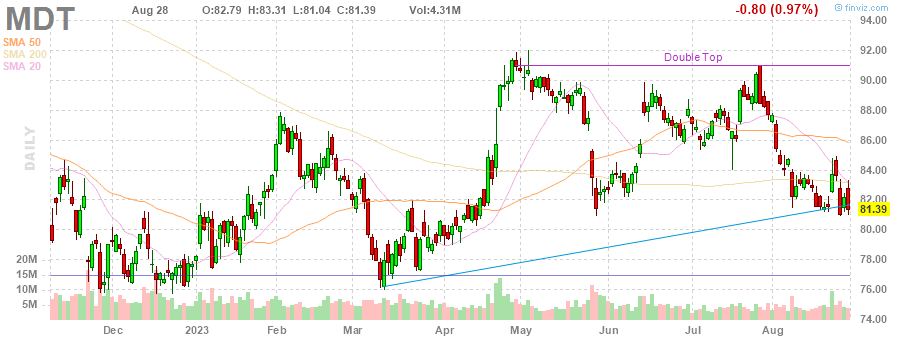 MDT Aug 28 O:82.79 H:83.31 L:81.04 C:81.39 Vol:4.31M -0.80 (0.97%) © finviz.com
SMA 50
SMA 200
SMA 20
DAILY
Double Top
94.00
92.00
90.00
88.00
86.00
84.00
82.00
81.39
80.00
78.00
76.00
74.00
20M
15M
10M
5M
Dec 2023 Feb Mar Apr May Jun Jul Aug